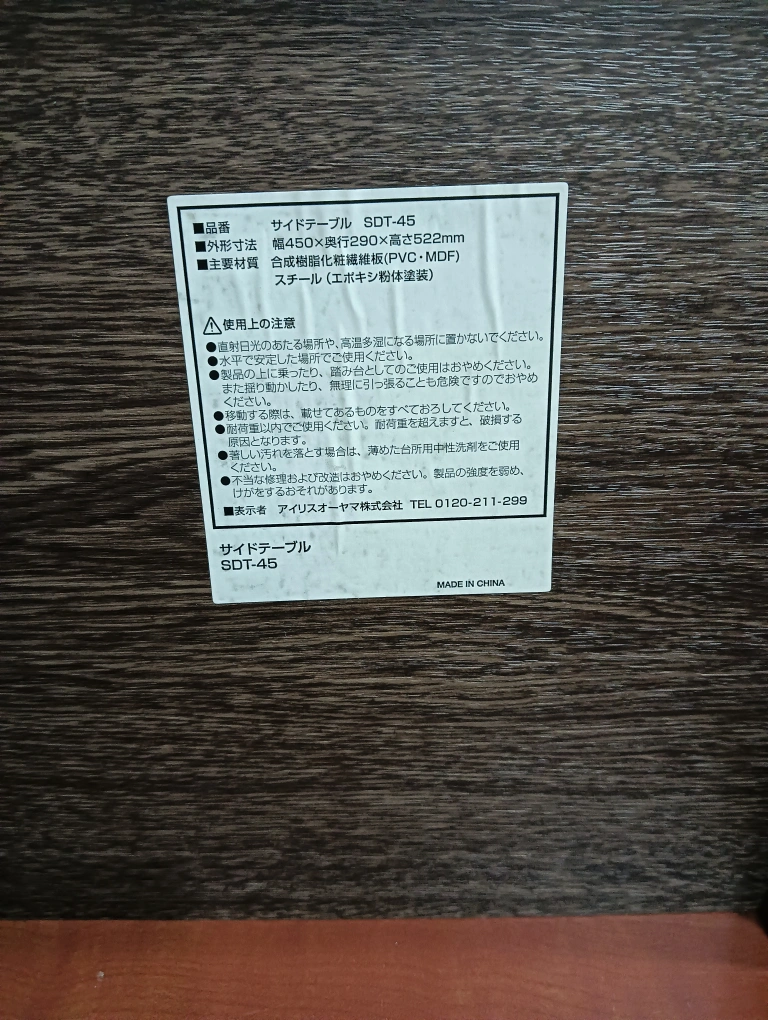 ■品番 サイドテーブル SDT-45
■外形寸法 幅450×奥行290×高さ522mm
■主要材質 合成樹脂化粧繊維板(PVC・MDF)
スチール(エポキシ粉体塗装)
⚠使用上の注意
●直射日光のあたる場所や、高温多湿になる場所に置かないでください。
●水平で安定した場所でご使用ください。
●製品の上に乗ったり、踏み台としてのご使用はおやめください。
また揺り動かしたり、無理に引っ張ることも危険ですのでおやめ
ください。
●移動する際は、載せてあるものをすべておろしてください。
●耐荷重以内でご使用ください。耐荷重を超えますと、破損する
原因となります。
●著しい汚れを落とす場合は、薄めた台所用中性洗剤をご使用
ください。
●不当な修理および改造はおやめください。製品の強度を弱め、
けがをするおそれがあります。
■表示者 アイリスオーヤマ株式会社 TEL 0120-211-299
サイドテーブル
SDT-45
MADE IN CHINA